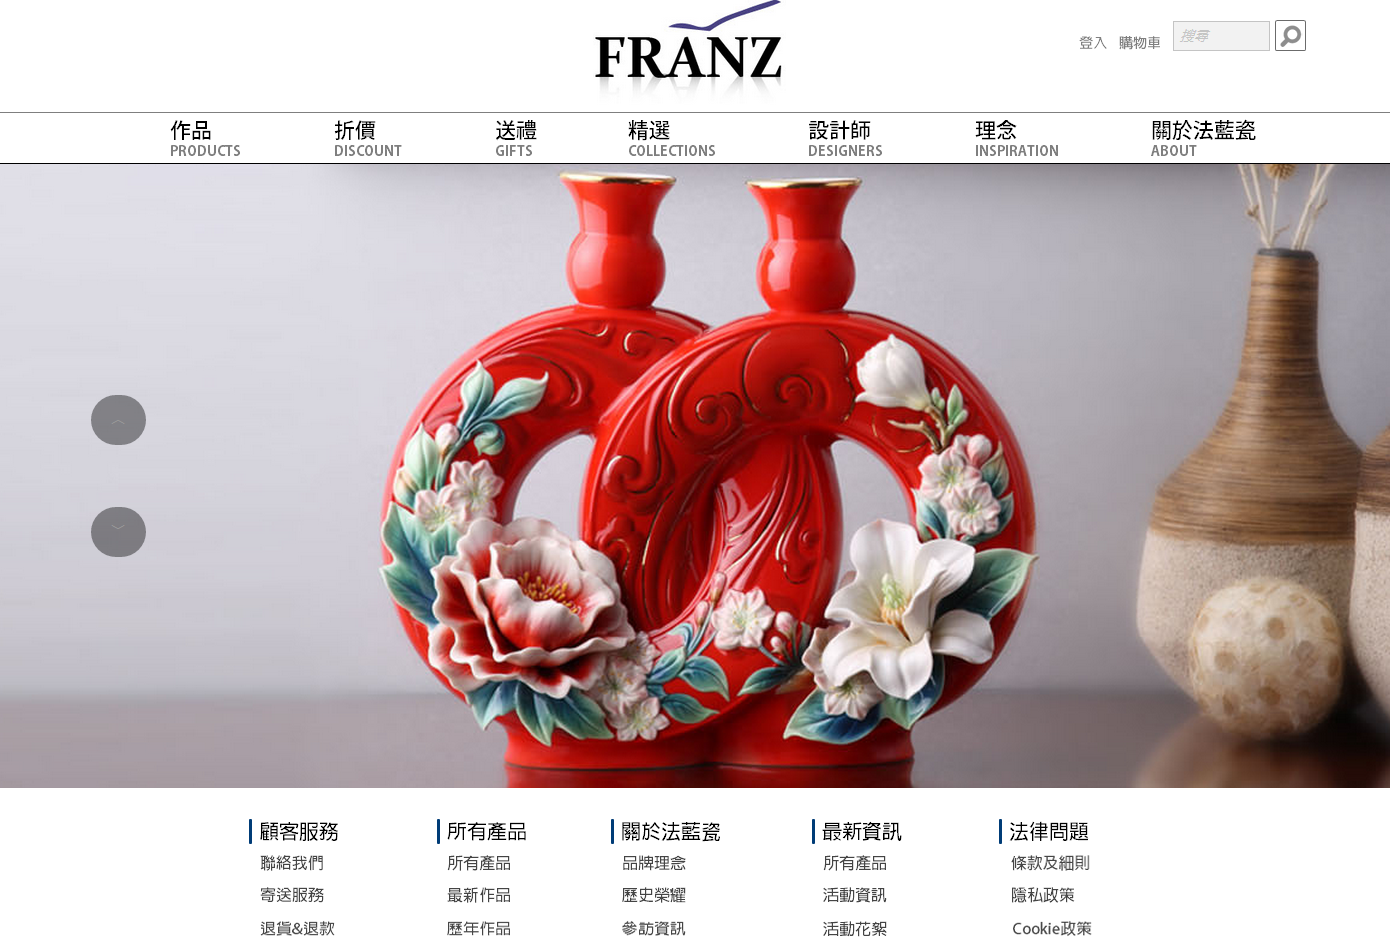 FRANZ
登入 購物車 搜尋
作品 折價 送禮 精選 設計師 理念 關於法藍瓷
PRODUCTS DISCOUNT GIFTS COLLECTIONS DESIGNERS INSPIRATION ABOUT
顧客服務 所有產品 關於法藍瓷 最新資訊 法律問題
聯絡我們 所有產品 品牌理念 所有產品 條款及細則
寄送服務 最新作品 歷史榮耀 活動資訊 隱私政策
退貨&退款 歷年作品 參訪資訊 活動花絮 Cookie政策